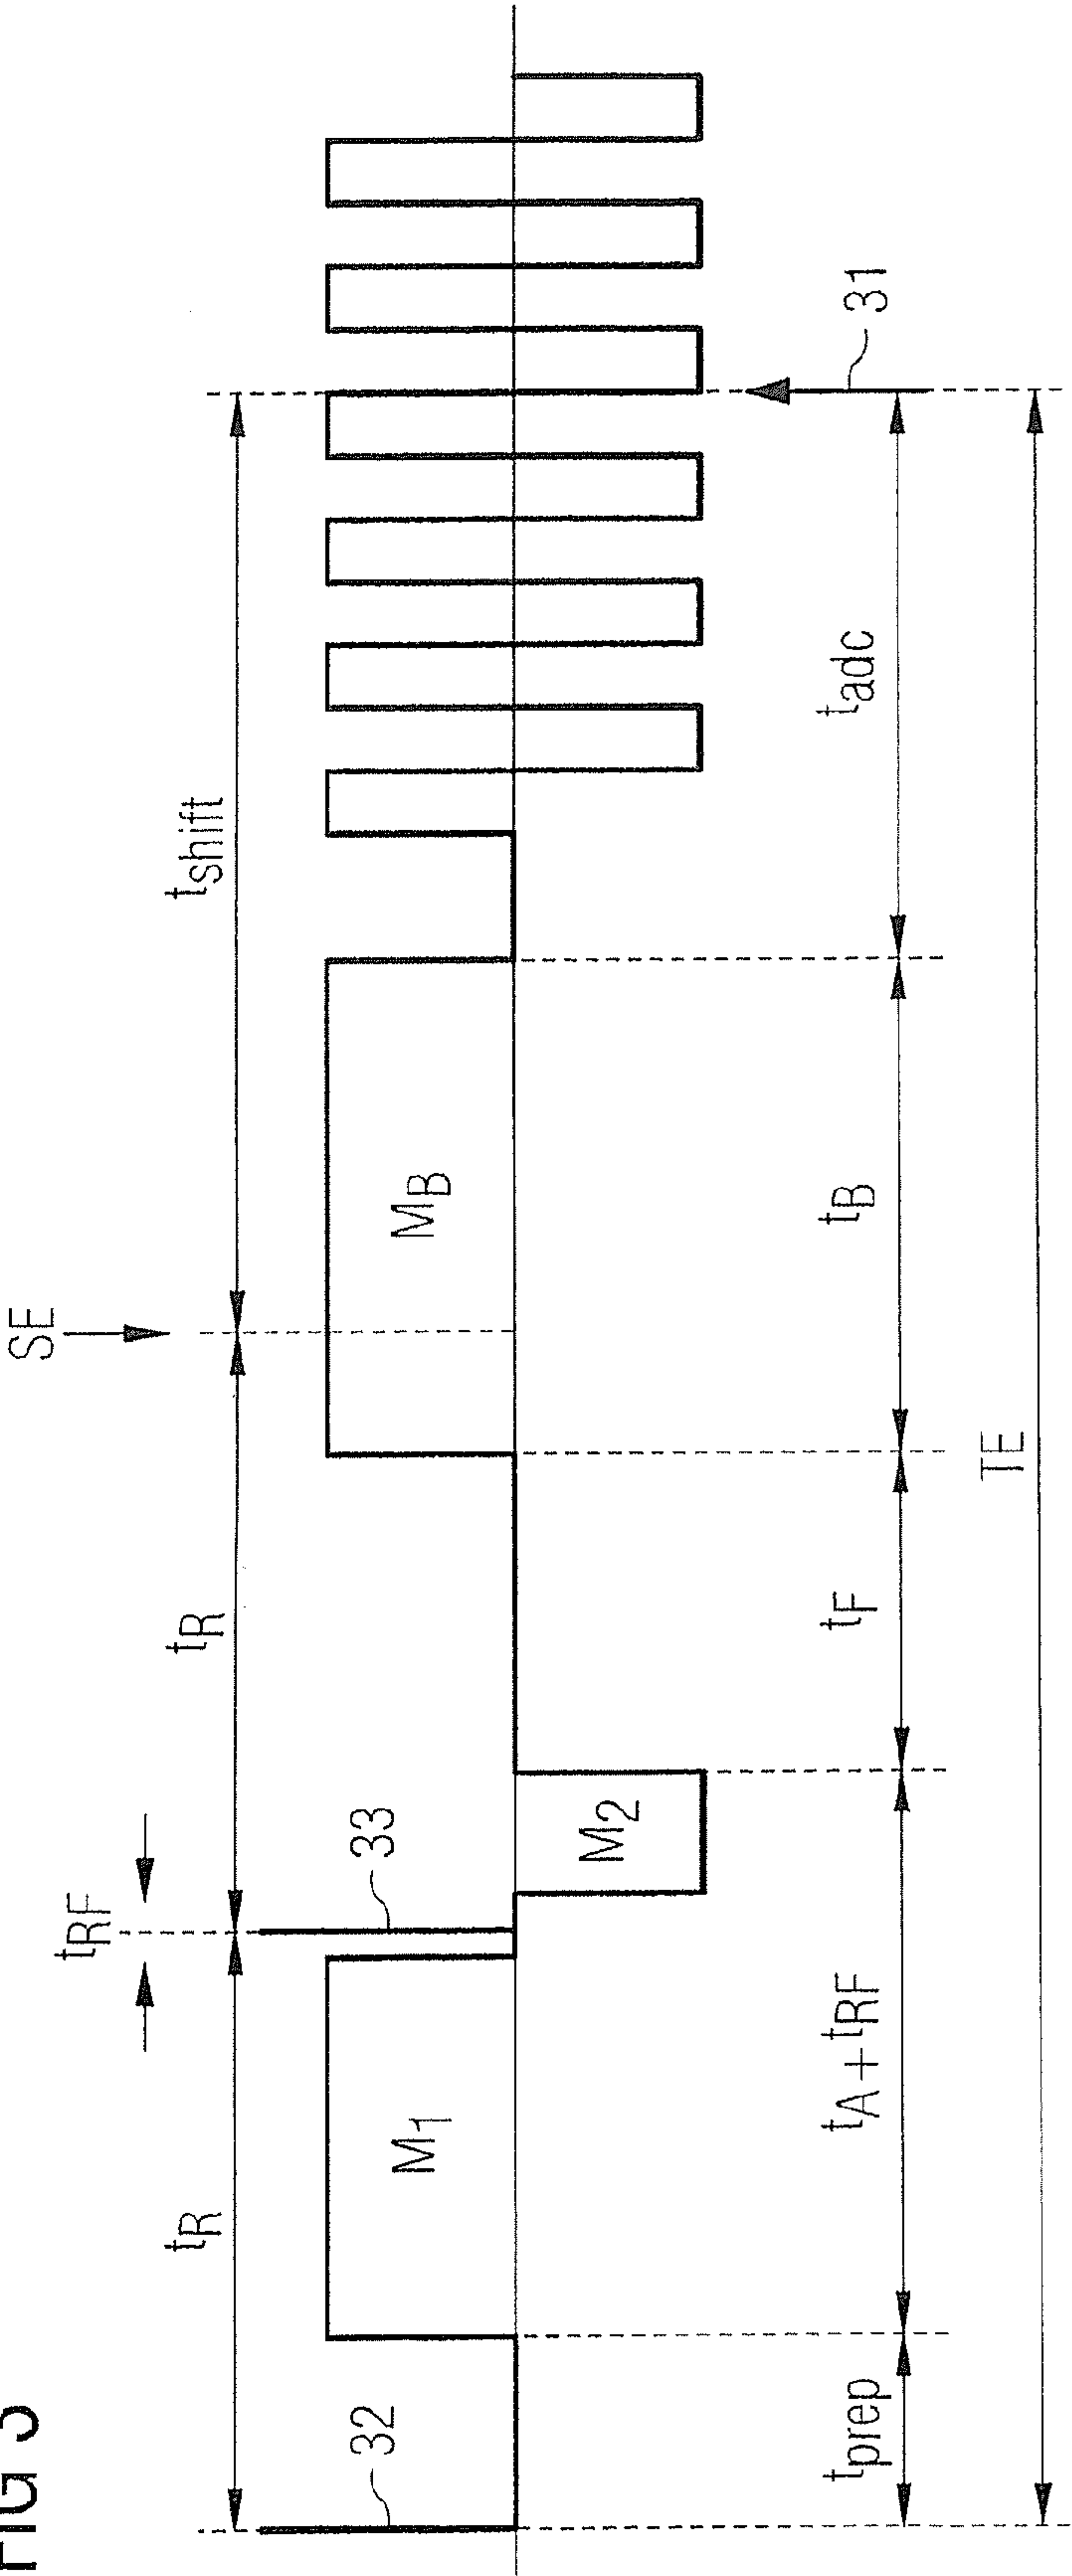 FIG 3
SE
t_RF
t_R
t_R
t_shift
32
33
M_1
M_B
M_2
t_prep
t_A+t_RF
t_F
t_B
t_adc
31
TE